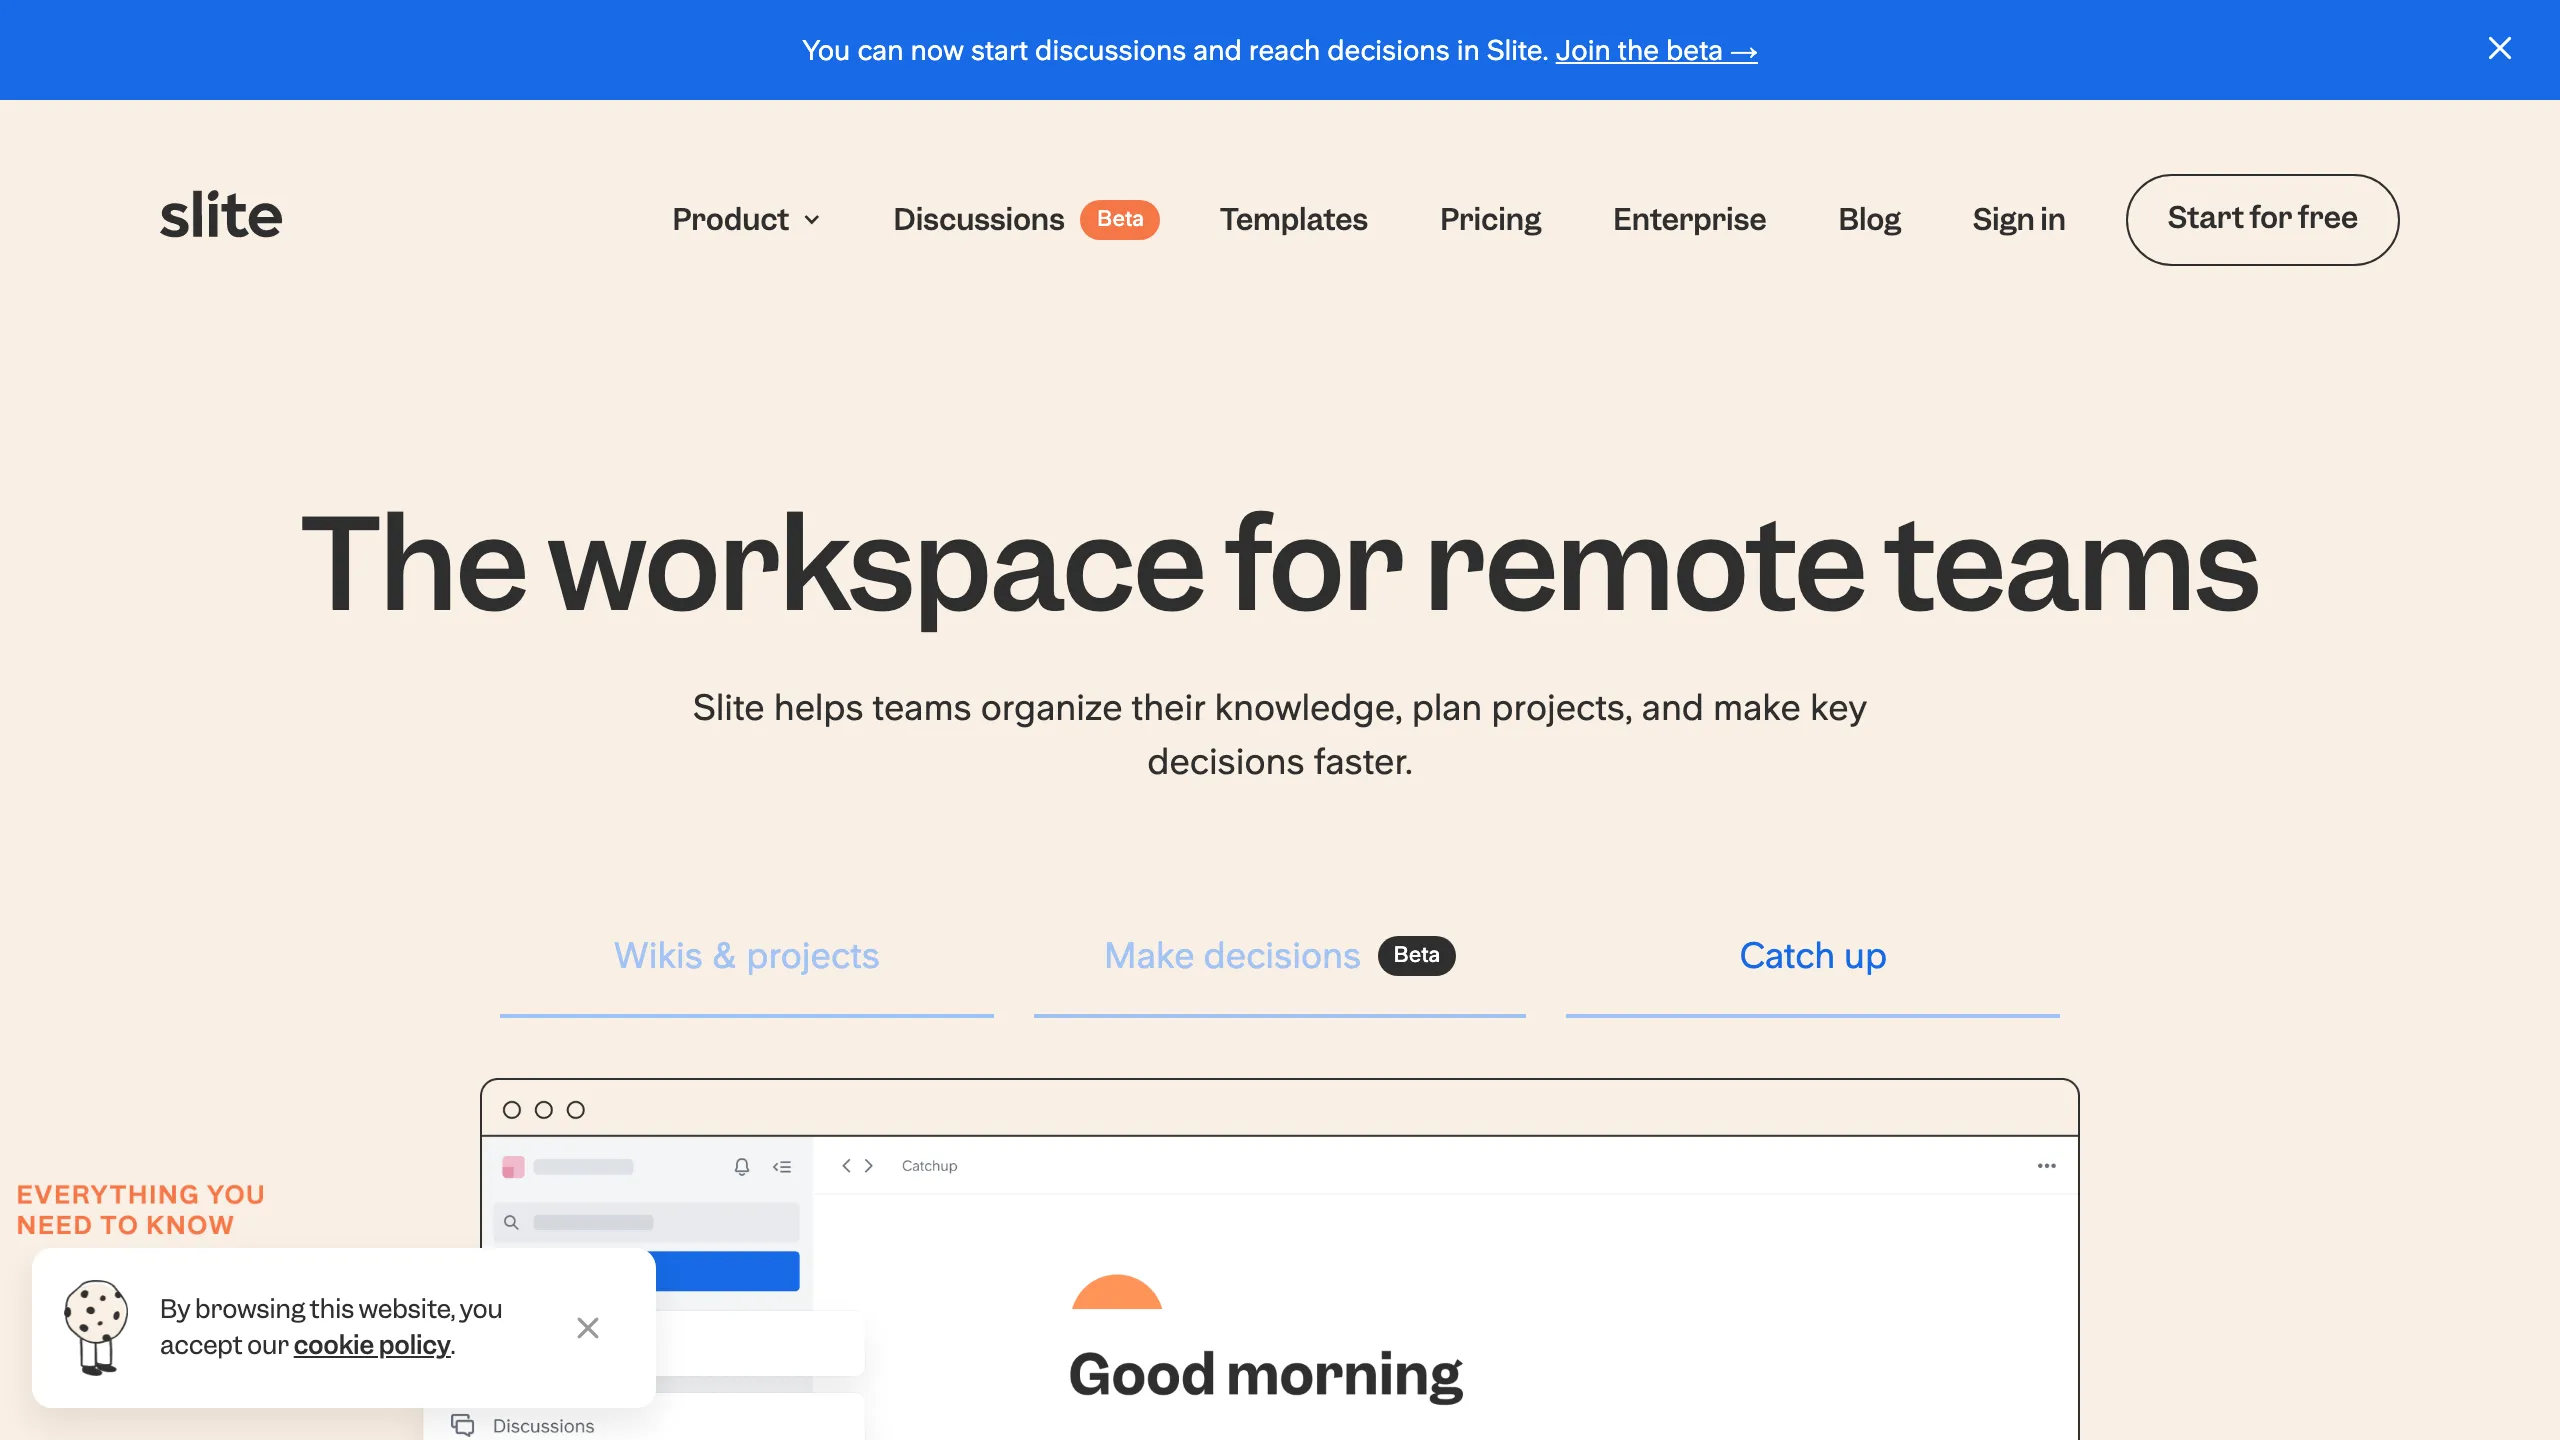 You can now start discussions and reach decisions in Slite. Join the beta →
slite
Product
Discussions Beta
Templates
Pricing
Enterprise
Blog
Sign in
Start for free
The workspace for remote teams
Slite helps teams organize their knowledge, plan projects, and make key
decisions faster.
Wikis & projects
Make decisions Beta
Catch up
Catchup
EVERYTHING YOU
NEED TO KNOW
By browsing this website, you
accept our cookie policy.
Good morning
Discussions